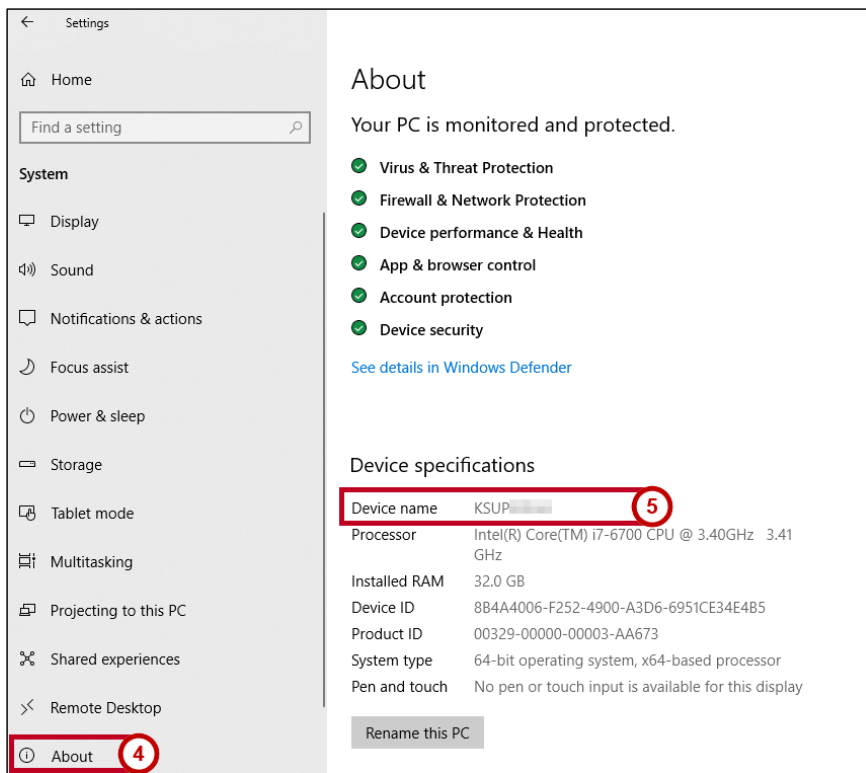 Settings
Home
Find a setting
System
Display
Sound
Notifications & actions
Focus assist
Power & sleep
Storage
Tablet mode
Multitasking
Projecting to this PC
Shared experiences
Remote Desktop
About
4
About
Your PC is monitored and protected.
Virus & Threat Protection
Firewall & Network Protection
Device performance & Health
App & browser control
Account protection
Device security
See details in Windows Defender
Device specifications
Device name KSUP
5
Processor Intel(R) Core(TM) i7-6700 CPU @ 3.40GHz 3.41
GHz
Installed RAM 32.0 GB
Device ID 8B4A4006-F252-4900-A3D6-6951CE34E4B5
Product ID 00329-00000-00003-AA673
System type 64-bit operating system, x64-based processor
Pen and touch No pen or touch input is available for this display
Rename this PC